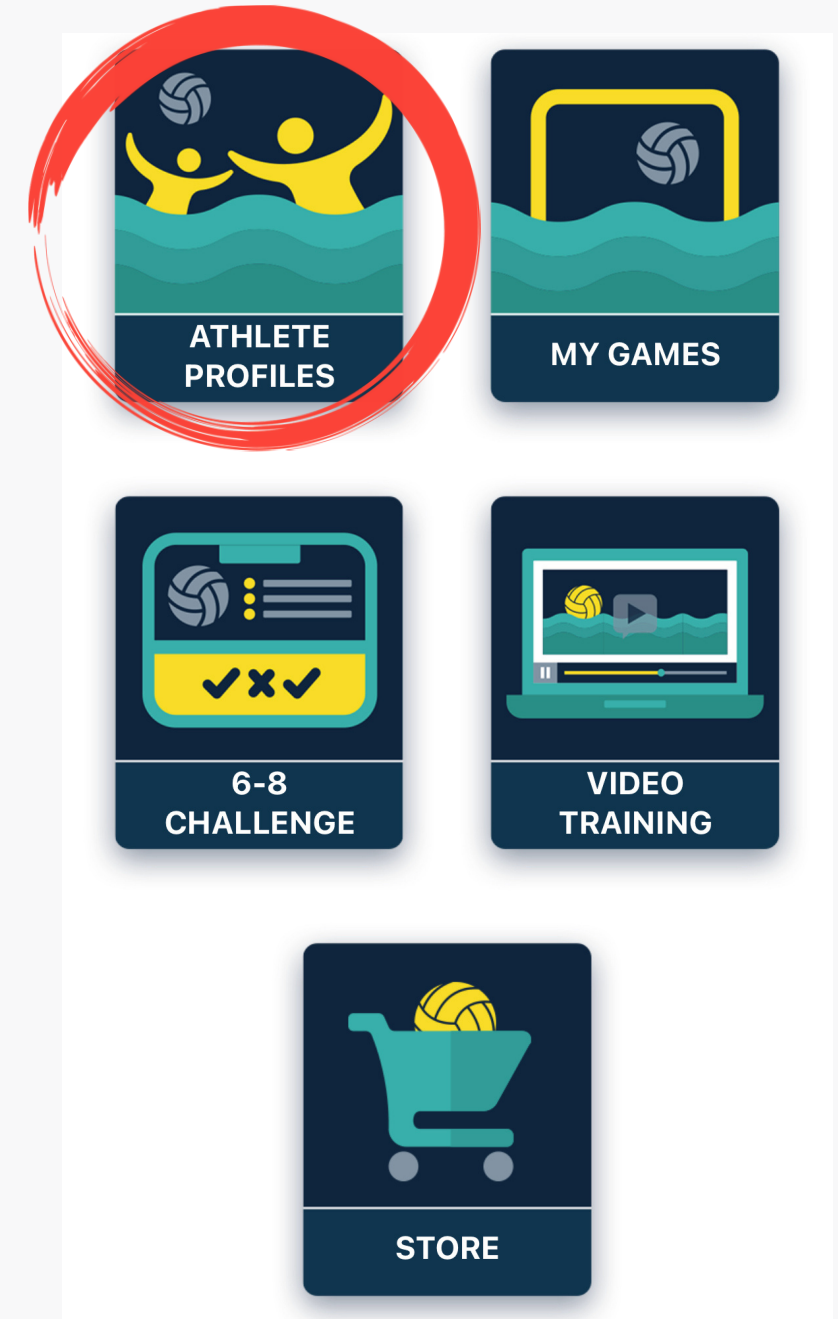 ATHLETE
PROFILES
MY GAMES
6-8
CHALLENGE
VIDEO
TRAINING
STORE